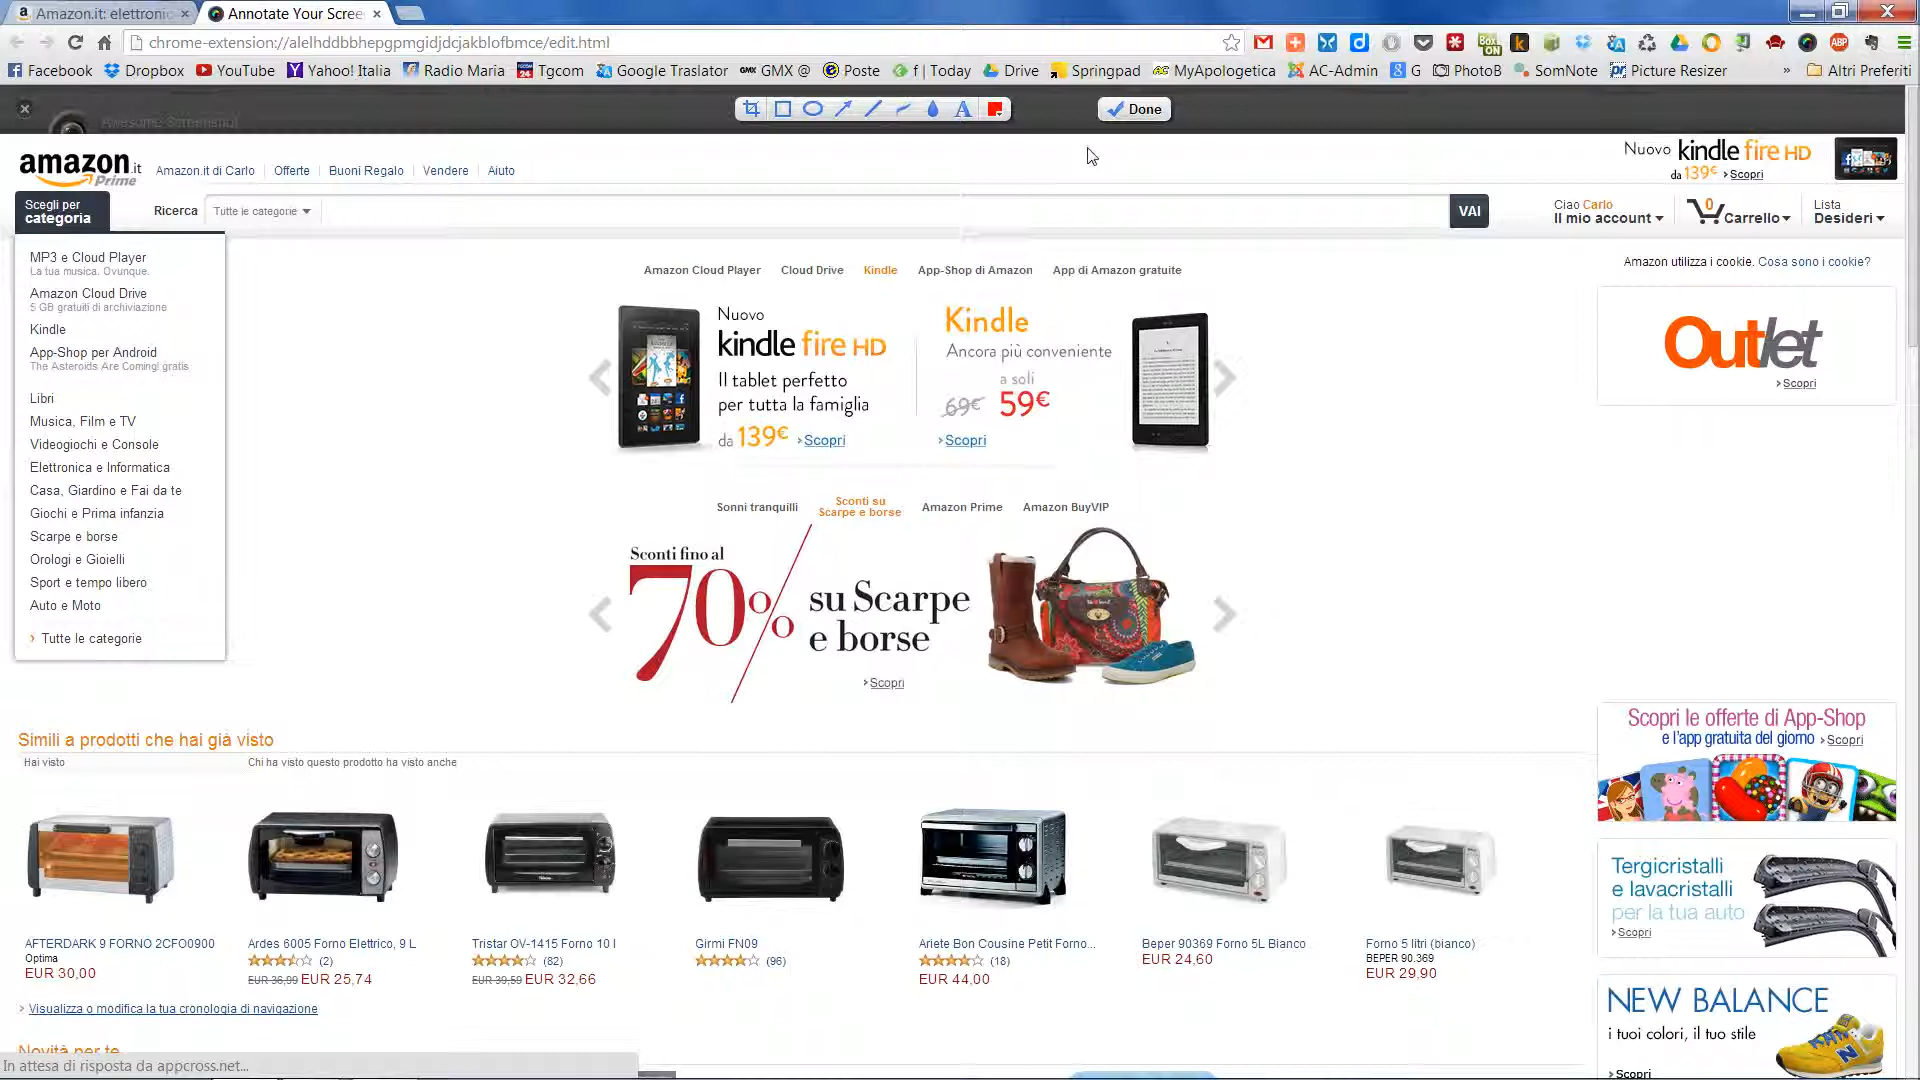 Amazon.it: elettronic
Annotate Your Scree
chrome-extension://alelhddbbhepgpmgidjdcjakblofbmce/edit.html
Facebook
Dropbox
YouTube
Yahoo! Italia
Radio Maria
Tgcom
Google Traslator
GMX @
Poste
f | Today
Drive
Springpad
MyApologetica
AC-Admin
G
PhotoB
SomNote
Picture Resizer
»
Altri Preferiti
Awesome Screenshot
Done
amazon.it
Prime
Amazon.it di Carlo
Offerte
Buoni Regalo
Vendere
Aiuto
Nuovo kindle fire HD
da 139€ ›Scopri
Scegli per
categoria
Ricerca
Tutte le categorie
VAI
Ciao Carlo
Il mio account
0
Carrello
Lista
Desideri
MP3 e Cloud Player
La tua musica. Ovunque.
Amazon Cloud Drive
5 GB gratuiti di archiviazione
Kindle
App-Shop per Android
The Asteroids Are Coming! gratis
Libri
Musica, Film e TV
Videogiochi e Console
Elettronica e Informatica
Casa, Giardino e Fai da te
Giochi e Prima infanzia
Scarpe e borse
Orologi e Gioielli
Sport e tempo libero
Auto e Moto
› Tutte le categorie
Amazon Cloud Player
Cloud Drive
Kindle
App-Shop di Amazon
App di Amazon gratuite
Nuovo
kindle fire HD
Il tablet perfetto
per tutta la famiglia
da 139€ ›Scopri
Kindle
Ancora più conveniente
a soli
69€ 59€
›Scopri
Amazon utilizza i cookie. Cosa sono i cookie?
Outlet
›Scopri
Sonni tranquilli
Sconti su
Scarpe e borse
Amazon Prime
Amazon BuyVIP
Sconti fino al
70%
su Scarpe
e borse
›Scopri
Scopri le offerte di App-Shop
e l'app gratuita del giorno ›Scopri
Tergicristalli
e lavacristalli
per la tua auto
›Scopri
NEW BALANCE
i tuoi colori, il tuo stile
›Scopri
Simili a prodotti che hai già visto
Hai visto
Chi ha visto questo prodotto ha visto anche
AFTERDARK 9 FORNO 2CFO0900
Optima
EUR 30,00
Ardes 6005 Forno Elettrico, 9 L
(2)
EUR 36,99 EUR 25,74
Tristar OV-1415 Forno 10 l
(82)
EUR 39,59 EUR 32,66
Girmi FN09
(96)
Ariete Bon Cousine Petit Forno...
(18)
EUR 44,00
Beper 90369 Forno 5L Bianco
EUR 24,60
Forno 5 litri (bianco)
BEPER 90.369
EUR 29,90
› Visualizza o modifica la tua cronologia di navigazione
Novità per te
In attesa di risposta da appcross.net...